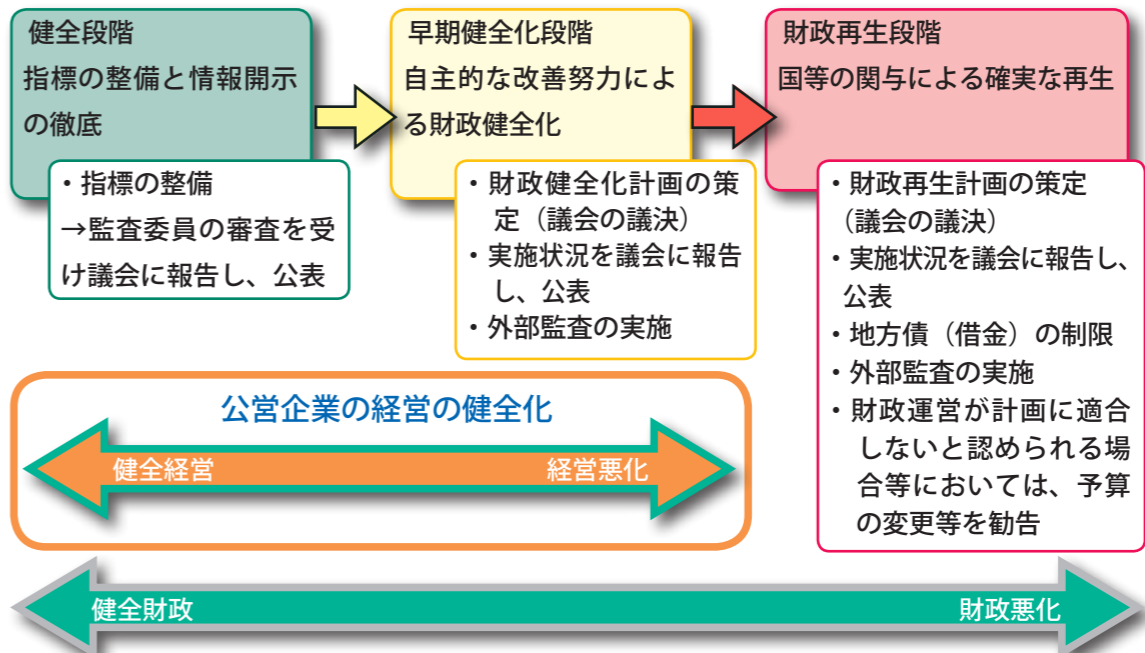 健全段階
指標の整備と情報開示
の徹底
・指標の整備
→監査委員の審査を受
け議会に報告し、公表
早期健全化段階
自主的な改善努力によ
る財政健全化
・財政健全化計画の策
定（議会の議決）
・実施状況を議会に報告
し、公表
・外部監査の実施
財政再生段階
国等の関与による確実な再生
・財政再生計画の策定
（議会の議決）
・実施状況を議会に報告し、
公表
・地方債（借金）の制限
・外部監査の実施
・財政運営が計画に適合
しないと認められる場
合等においては、予算
の変更等を勧告
公営企業の経営の健全化
健全経営
経営悪化
健全財政
財政悪化